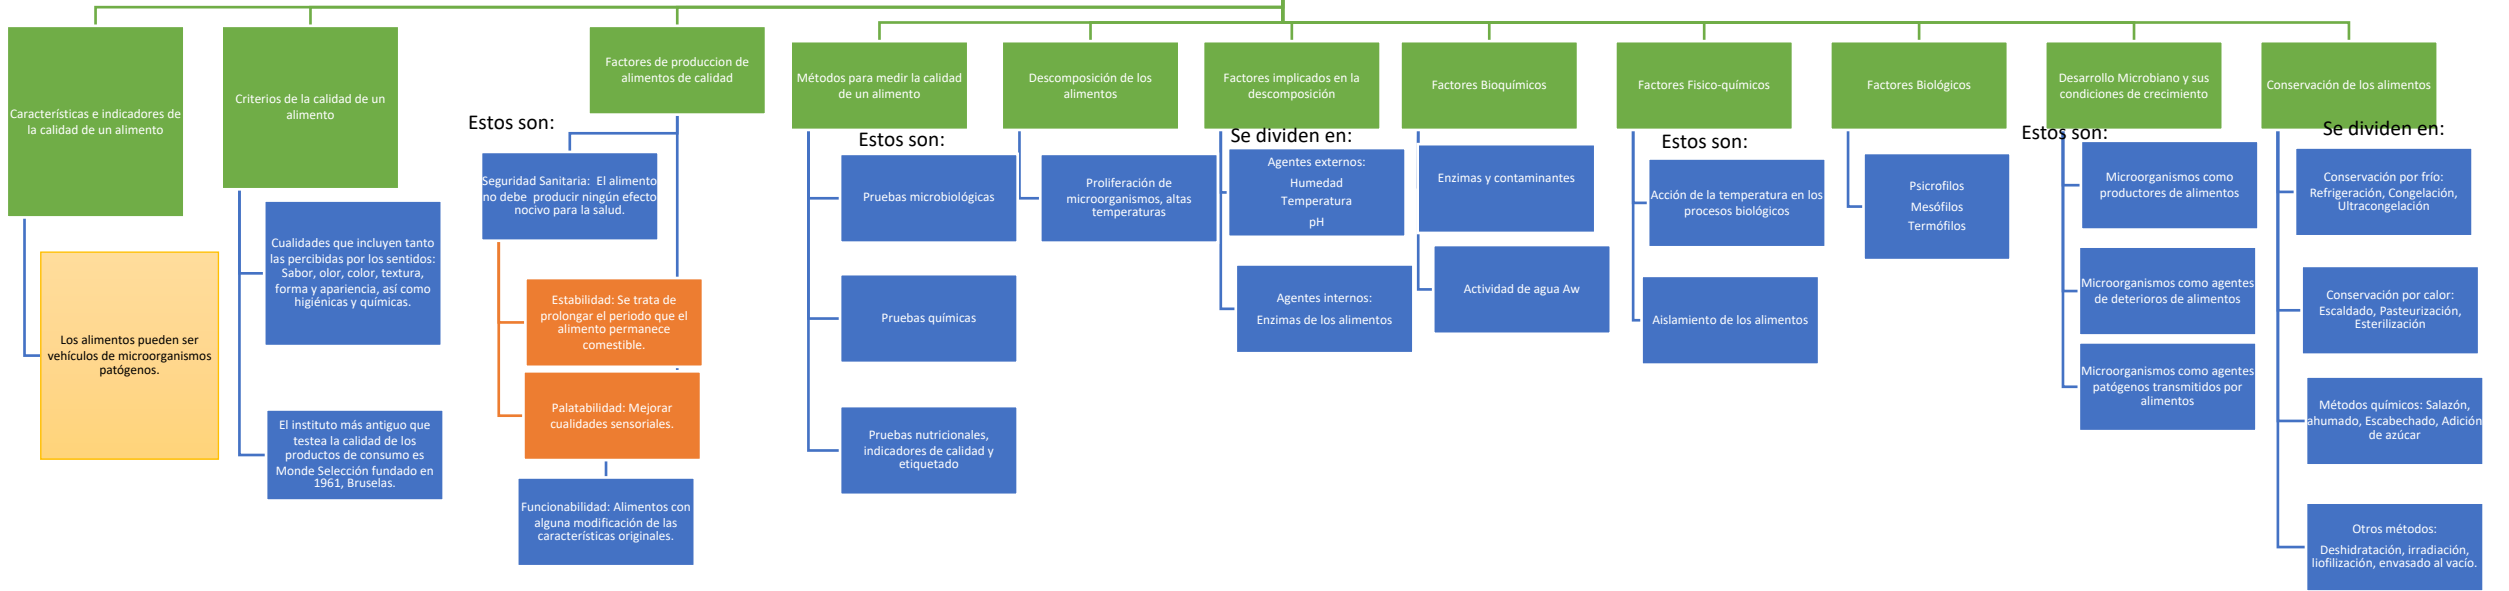 Características e indicadores de
la calidad de un alimento
Los alimentos pueden ser
vehículos de microorganismos
patógenos.
Criterios de la calidad de un
alimento
Cualidades que incluyen tanto
las percibidas por los sentidos:
Sabor, olor, color, textura,
forma y apariencia, así como
higiénicas y químicas.
El instituto más antiguo que
testea la calidad de los
productos de consumo es
Monde Selección fundado en
1961, Bruselas.
Factores de produccion de
alimentos de calidad
Estos son:
Seguridad Sanitaria: El alimento
no debe producir ningún efecto
nocivo para la salud.
Estabilidad: Se trata de
prolongar el periodo que el
alimento permanece
comestible.
Palatabilidad: Mejorar
cualidades sensoriales.
Funcionabilidad: Alimentos con
alguna modificación de las
características originales.
Métodos para medir la calidad
de un alimento
Estos son:
Pruebas microbiológicas
Pruebas químicas
Pruebas nutricionales,
indicadores de calidad y
etiquetado
Descomposición de los
alimentos
Proliferación de
microorganismos, altas
temperaturas
Factores implicados en la
descomposición
Se dividen en:
Agentes externos:
Humedad
Temperatura
pH
Agentes internos:
Enzimas de los alimentos
Factores Bioquímicos
Enzimas y contaminantes
Actividad de agua Aw
Factores Fisico-químicos
Estos son:
Acción de la temperatura en los
procesos biológicos
Aislamiento de los alimentos
Factores Biológicos
Psicrofilos
Mesófilos
Termófilos
Desarrollo Microbiano y sus
condiciones de crecimiento
Estos son:
Microorganismos como
productores de alimentos
Microorganismos como agentes
de deterioros de alimentos
Microorganismos como agentes
patógenos transmitidos por
alimentos
Conservación de los alimentos
Se dividen en:
Conservación por frío:
Refrigeración, Congelación,
Ultracongelación
Conservación por calor:
Escaldado, Pasteurización,
Esterilización
Métodos químicos: Salazón,
ahumado, Escabechado, Adición
de azúcar
Otros métodos:
Deshidratación, irradiación,
liofilización, envasado al vacío.